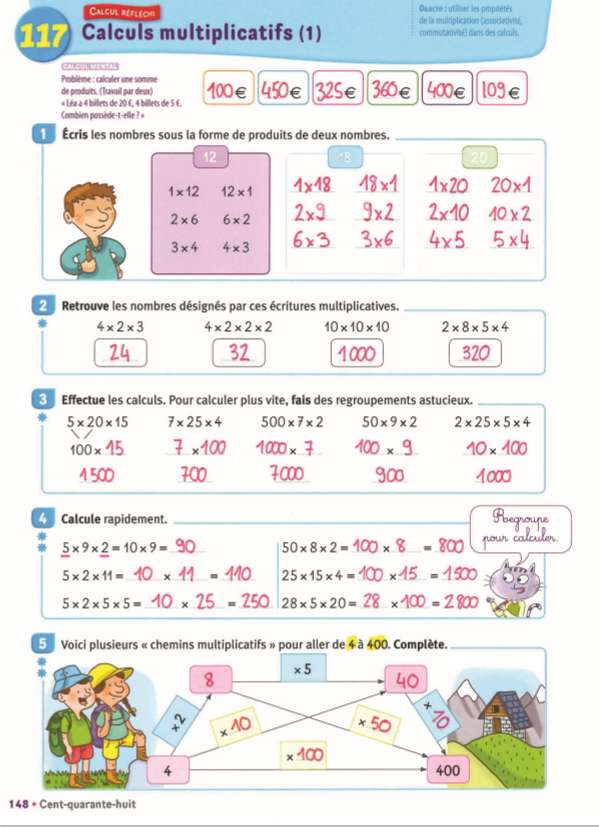 CALCUL RÉFLÉCHI
117 Calculs multiplicatifs (1)
OBJECTIF : utiliser les propriétés
de la multiplication (associativité,
commutativité) dans des calculs.
CALCUL MENTAL
Problème : calculer une somme
de produits. (Travail par deux)
« Léa a 4 billets de 20 €, 4 billets de 5 €.
Combien possède-t-elle ? »
100 € 450 € 325 € 360 € 400 € 109 €
1 Écris les nombres sous la forme de produits de deux nombres.
12 18 20
1 × 12 12 × 1 1×18 18×1 1×20 20×1
2 × 6 6 × 2 2×9 9×2 2×10 10×2
3 × 4 4 × 3 6×3 3×6 4×5 5×4
2 Retrouve les nombres désignés par ces écritures multiplicatives.
4 × 2 × 3 4 × 2 × 2 × 2 10 × 10 × 10 2 × 8 × 5 × 4
24 32 1000 320
3 Effectue les calculs. Pour calculer plus vite, fais des regroupements astucieux.
5 × 20 × 15 7 × 25 × 4 500 × 7 × 2 50 × 9 × 2 2 × 25 × 5 × 4
100 × 15 7 × 100 1000 × 7 100 × 9 10 × 100
1500 700 7000 900 1000
4 Calcule rapidement.
Regroupe
pour calculer.
5 × 9 × 2 = 10 × 9 = 90 50 × 8 × 2 = 100 × 8 = 800
5 × 2 × 11 = 10 × 11 = 110 25 × 15 × 4 = 100 × 15 = 1500
5 × 2 × 5 × 5 = 10 × 25 = 250 28 × 5 × 20 = 28 × 100 = 2800
5 Voici plusieurs « chemins multiplicatifs » pour aller de 4 à 400. Complète.
8 × 5 40
× 2 × 10 × 50 × 10
× 100
4 400
148 • Cent-quarante-huit